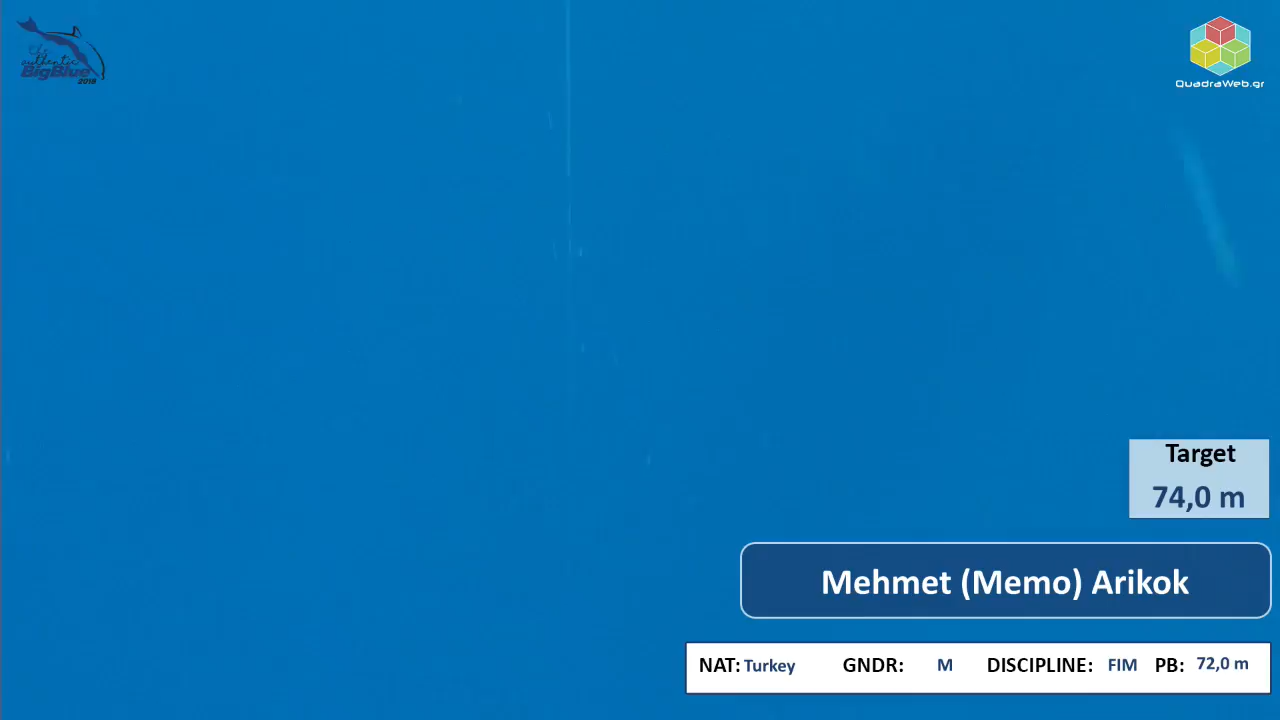 the
authentic
BigBlue
2018
QuadraWeb.gr
Target
74,0 m
Mehmet (Memo) Arikok
NAT: Turkey GNDR: M DISCIPLINE: FIM PB: 72,0 m